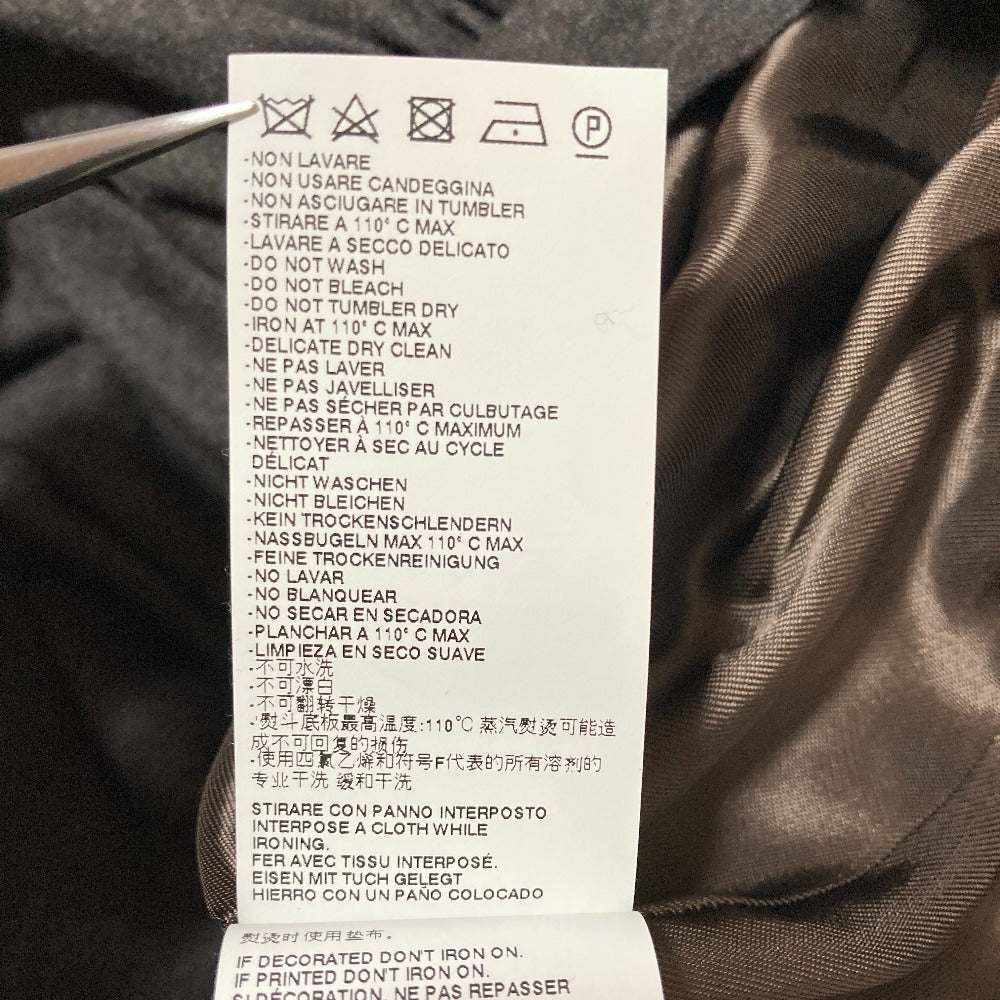 P
-NON LAVARE
-NON USARE CANDEGGINA
-NON ASCIUGARE IN TUMBLER
-STIRARE A 110° C MAX
-LAVARE A SECCO DELICATO
-DO NOT WASH
-DO NOT BLEACH
-DO NOT TUMBLER DRY
-IRON AT 110° C MAX
-DELICATE DRY CLEAN
-NE PAS LAVER
-NE PAS JAVELLISER
-NE PAS SÉCHER PAR CULBUTAGE
-REPASSER À 110° C MAXIMUM
-NETTOYER À SEC AU CYCLE
DÉLICAT
-NICHT WASCHEN
-NICHT BLEICHEN
-KEIN TROCKENSCHLENDERN
-NASSBUGELN MAX 110° C MAX
-FEINE TROCKENREINIGUNG
-NO LAVAR
-NO BLANQUEAR
-NO SECAR EN SECADORA
-PLANCHAR A 110° C MAX
-LIMPIEZA EN SECO SUAVE
-不可水洗
-不可漂白
-不可翻转干燥
-熨斗底板最高温度:110℃ 蒸汽熨烫可能造
成不可回复的损伤
-使用四氯乙烯和符号F代表的所有溶剂的
专业干洗 缓和干洗
STIRARE CON PANNO INTERPOSTO
INTERPOSE A CLOTH WHILE
IRONING.
FER AVEC TISSU INTERPOSÉ.
EISEN MIT TUCH GELEGT
HIERRO CON UN PAÑO COLOCADO
熨烫时使用垫布。
IF DECORATED DON'T IRON ON.
IF PRINTED DON'T IRON ON.
SI DÉCORATION, NE PAS REPASSER